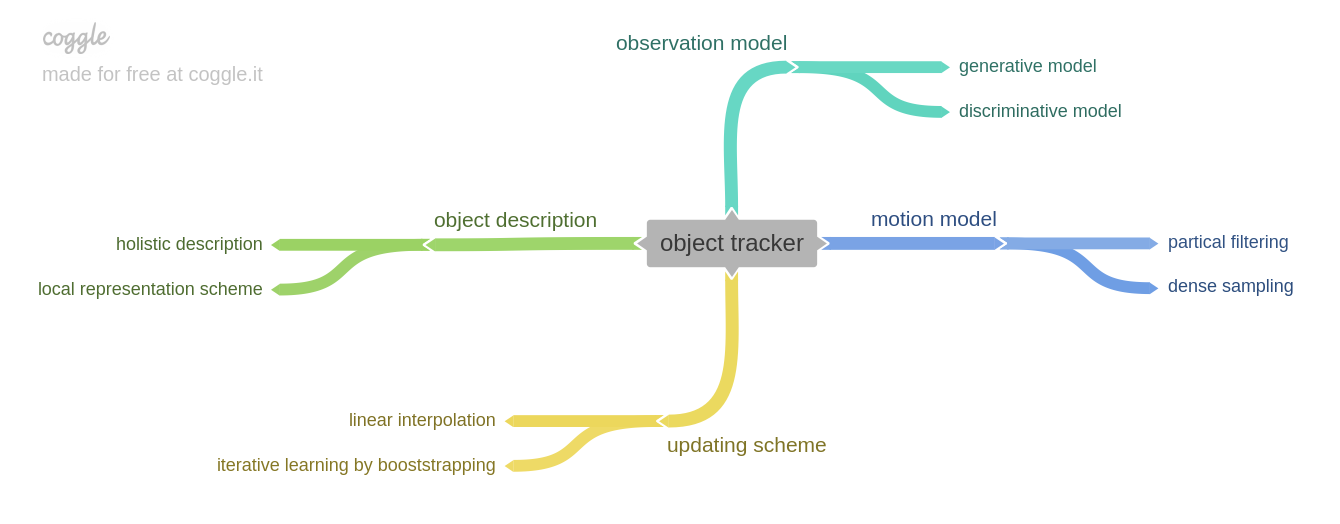 coggle
made for free at coggle.it
observation model
generative model
discriminative model
object description
holistic description
local representation scheme
object tracker
motion model
partical filtering
dense sampling
linear interpolation
iterative learning by booststrapping
updating scheme